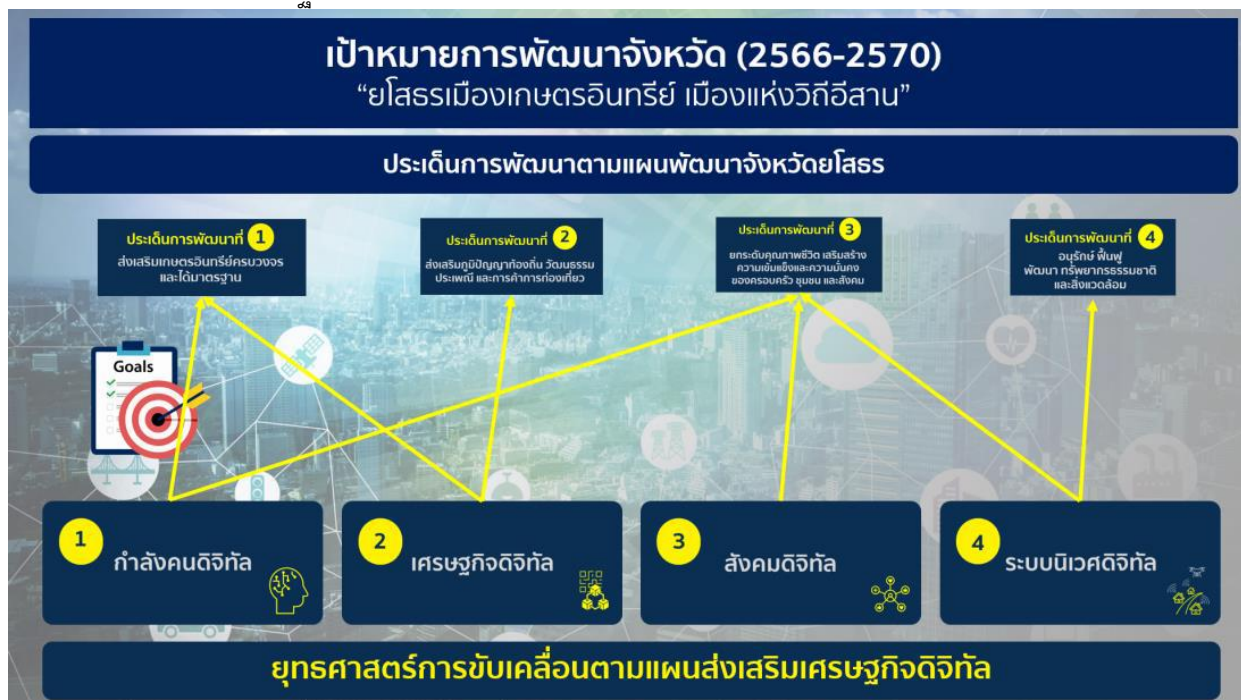 เป้าหมายการพัฒนาจังหวัด (2566-2570)
“ยโสธรเมืองเกษตรอินทรีย์ เมืองแห่งวิถีอีสาน”
ประเด็นการพัฒนาตามแผนพัฒนาจังหวัดยโสธร
ประเด็นการพัฒนาที่ 1
ส่งเสริมเกษตรอินทรีย์ครบวงจร
และได้มาตรฐาน
ประเด็นการพัฒนาที่ 2
ส่งเสริมภูมิปัญญาท้องถิ่น วัฒนธรรม
ประเพณี และการค้าการท่องเที่ยว
ประเด็นการพัฒนาที่ 3
ยกระดับคุณภาพชีวิต เสริมสร้าง
ความเข้มแข็งและความมั่นคง
ของครอบครัว ชุมชน และสังคม
ประเด็นการพัฒนาที่ 4
อนุรักษ์ ฟื้นฟู
พัฒนา ทรัพยากรธรรมชาติ
และสิ่งแวดล้อม
Goals
1
กำลังคนดิจิทัล
2
เศรษฐกิจดิจิทัล
3
สังคมดิจิทัล
4
ระบบนิเวศดิจิทัล
ยุทธศาสตร์การขับเคลื่อนตามแผนส่งเสริมเศรษฐกิจดิจิทัล